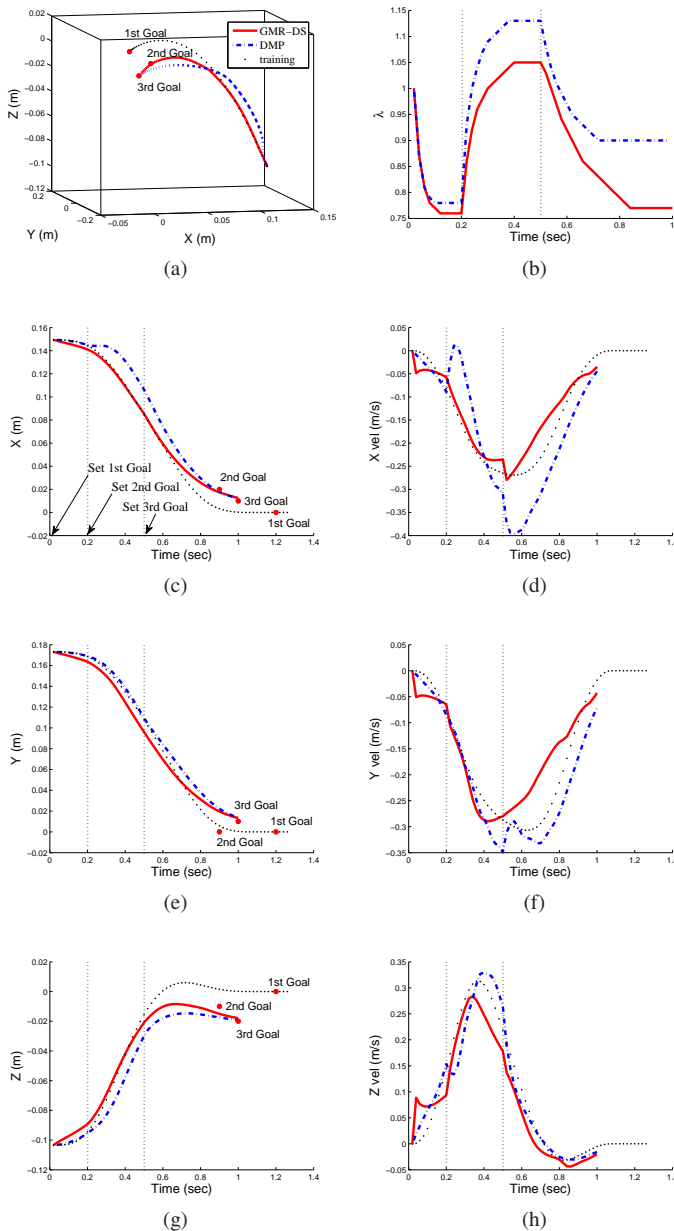 0.02
0
−0.02
−0.04
−0.06
−0.08
−0.1
−0.12
0.2
0
−0.2
−0.05
0
0.05
0.1
0.15
Z (m)
Y (m)
X (m)
1st Goal
2nd Goal
3rd Goal
GMR−DS
DMP
training
(a)
1.15
1.1
1.05
1
0.95
0.9
0.85
0.8
0.75
λ
0 0.2 0.4 0.6 0.8 1
Time (sec)
(b)
0.16
0.14
0.12
0.1
0.08
0.06
0.04
0.02
0
−0.02
X (m)
Set 1st Goal
Set 2nd Goal
Set 3rd Goal
2nd Goal
3rd Goal
1st Goal
0 0.2 0.4 0.6 0.8 1 1.2 1.4
Time (sec)
(c)
0.05
0
−0.05
−0.1
−0.15
−0.2
−0.25
−0.3
−0.35
−0.4
X vel (m/s)
0 0.2 0.4 0.6 0.8 1 1.2 1.4
Time (sec)
(d)
0.18
0.16
0.14
0.12
0.1
0.08
0.06
0.04
0.02
0
−0.02
Y (m)
3rd Goal
1st Goal
2nd Goal
0 0.2 0.4 0.6 0.8 1 1.2 1.4
Time (sec)
(e)
0.05
0
−0.05
−0.1
−0.15
−0.2
−0.25
−0.3
−0.35
Y vel (m/s)
0 0.2 0.4 0.6 0.8 1 1.2 1.4
Time (sec)
(f)
0.02
0
−0.02
−0.04
−0.06
−0.08
−0.1
−0.12
Z (m)
1st Goal
2nd Goal
3rd Goal
0 0.2 0.4 0.6 0.8 1 1.2 1.4
Time (sec)
(g)
0.35
0.3
0.25
0.2
0.15
0.1
0.05
0
−0.05
Z vel (m/s)
0 0.2 0.4 0.6 0.8 1 1.2 1.4
Time (sec)
(h)